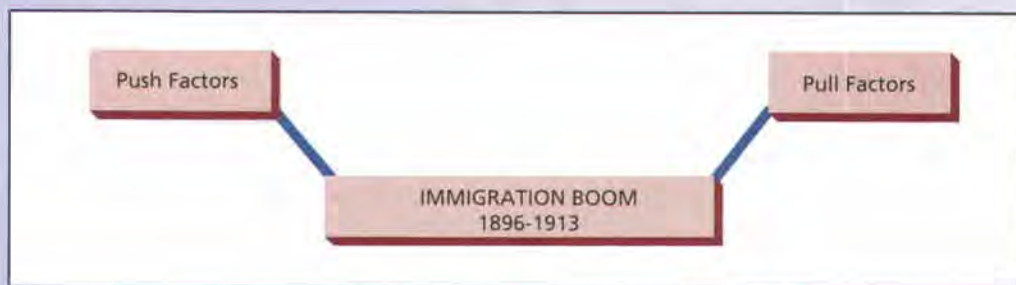 Push Factors
Pull Factors
IMMIGRATION BOOM
1896-1913